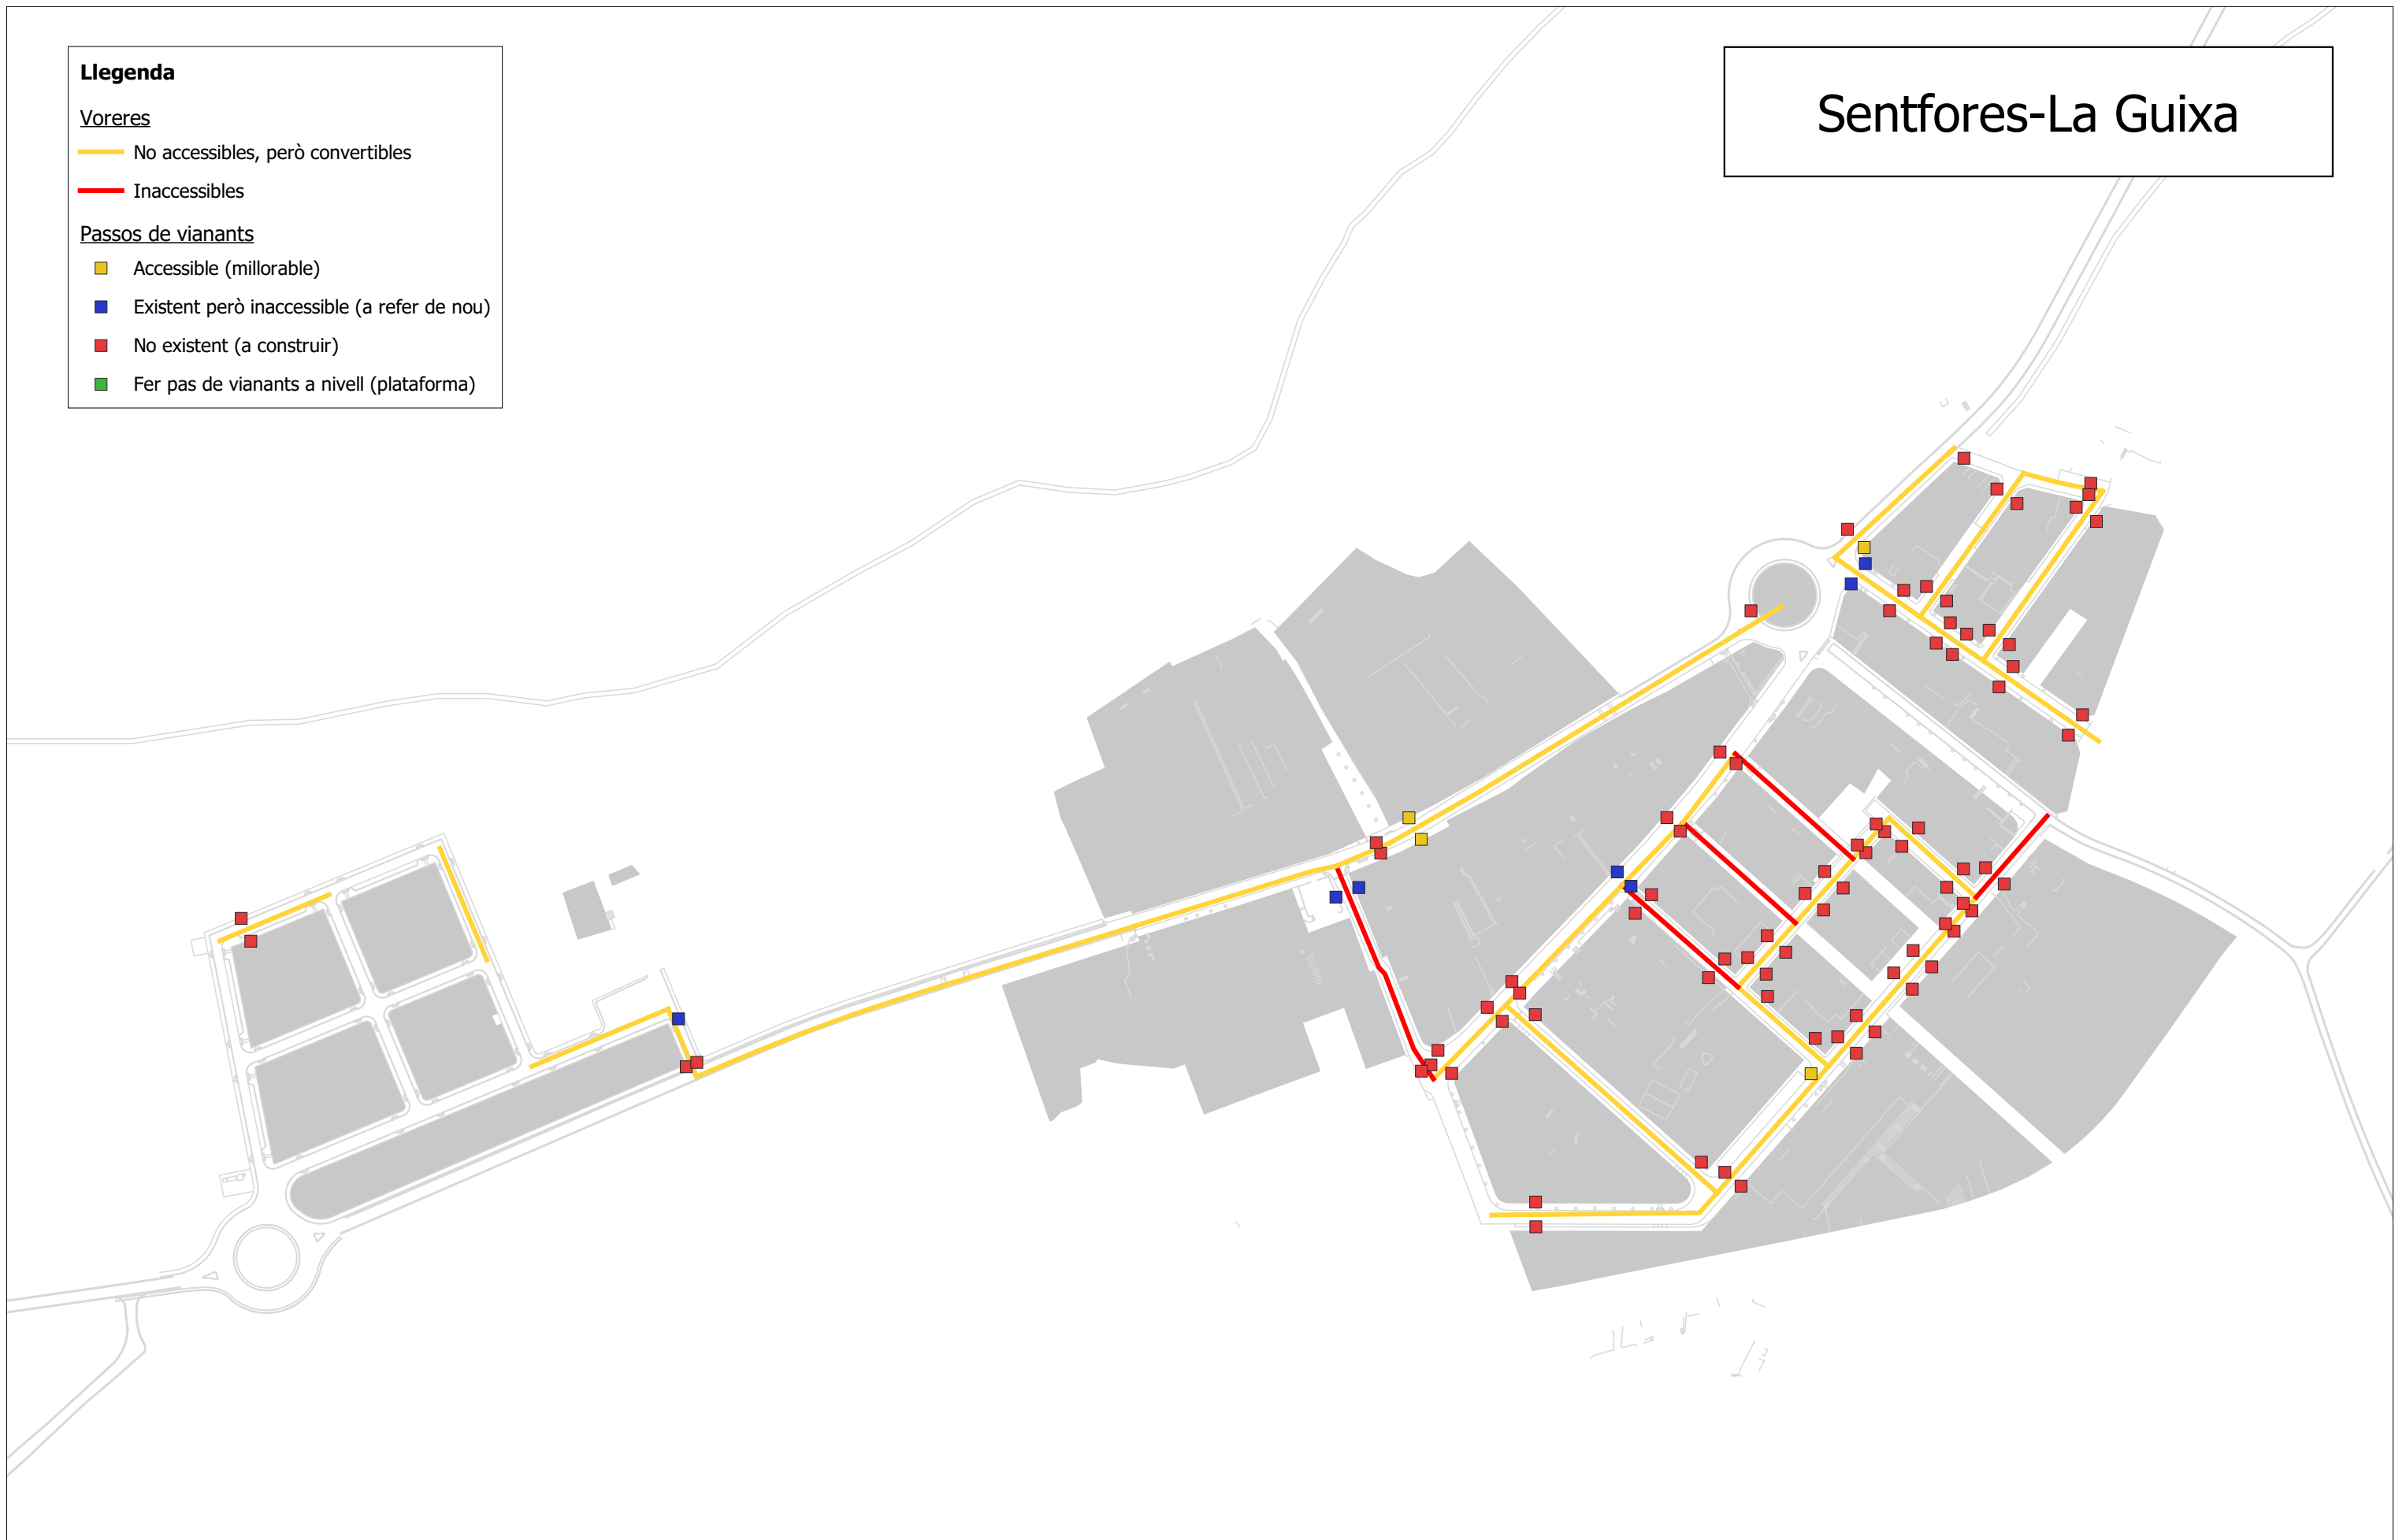 Llegenda
Voreres
No accessibles, però convertibles
Inaccessibles
Passos de vianants
Accessible (millorable)
Existent però inaccessible (a refer de nou)
No existent (a construir)
Fer pas de vianants a nivell (plataforma)
Sentfores-La Guixa